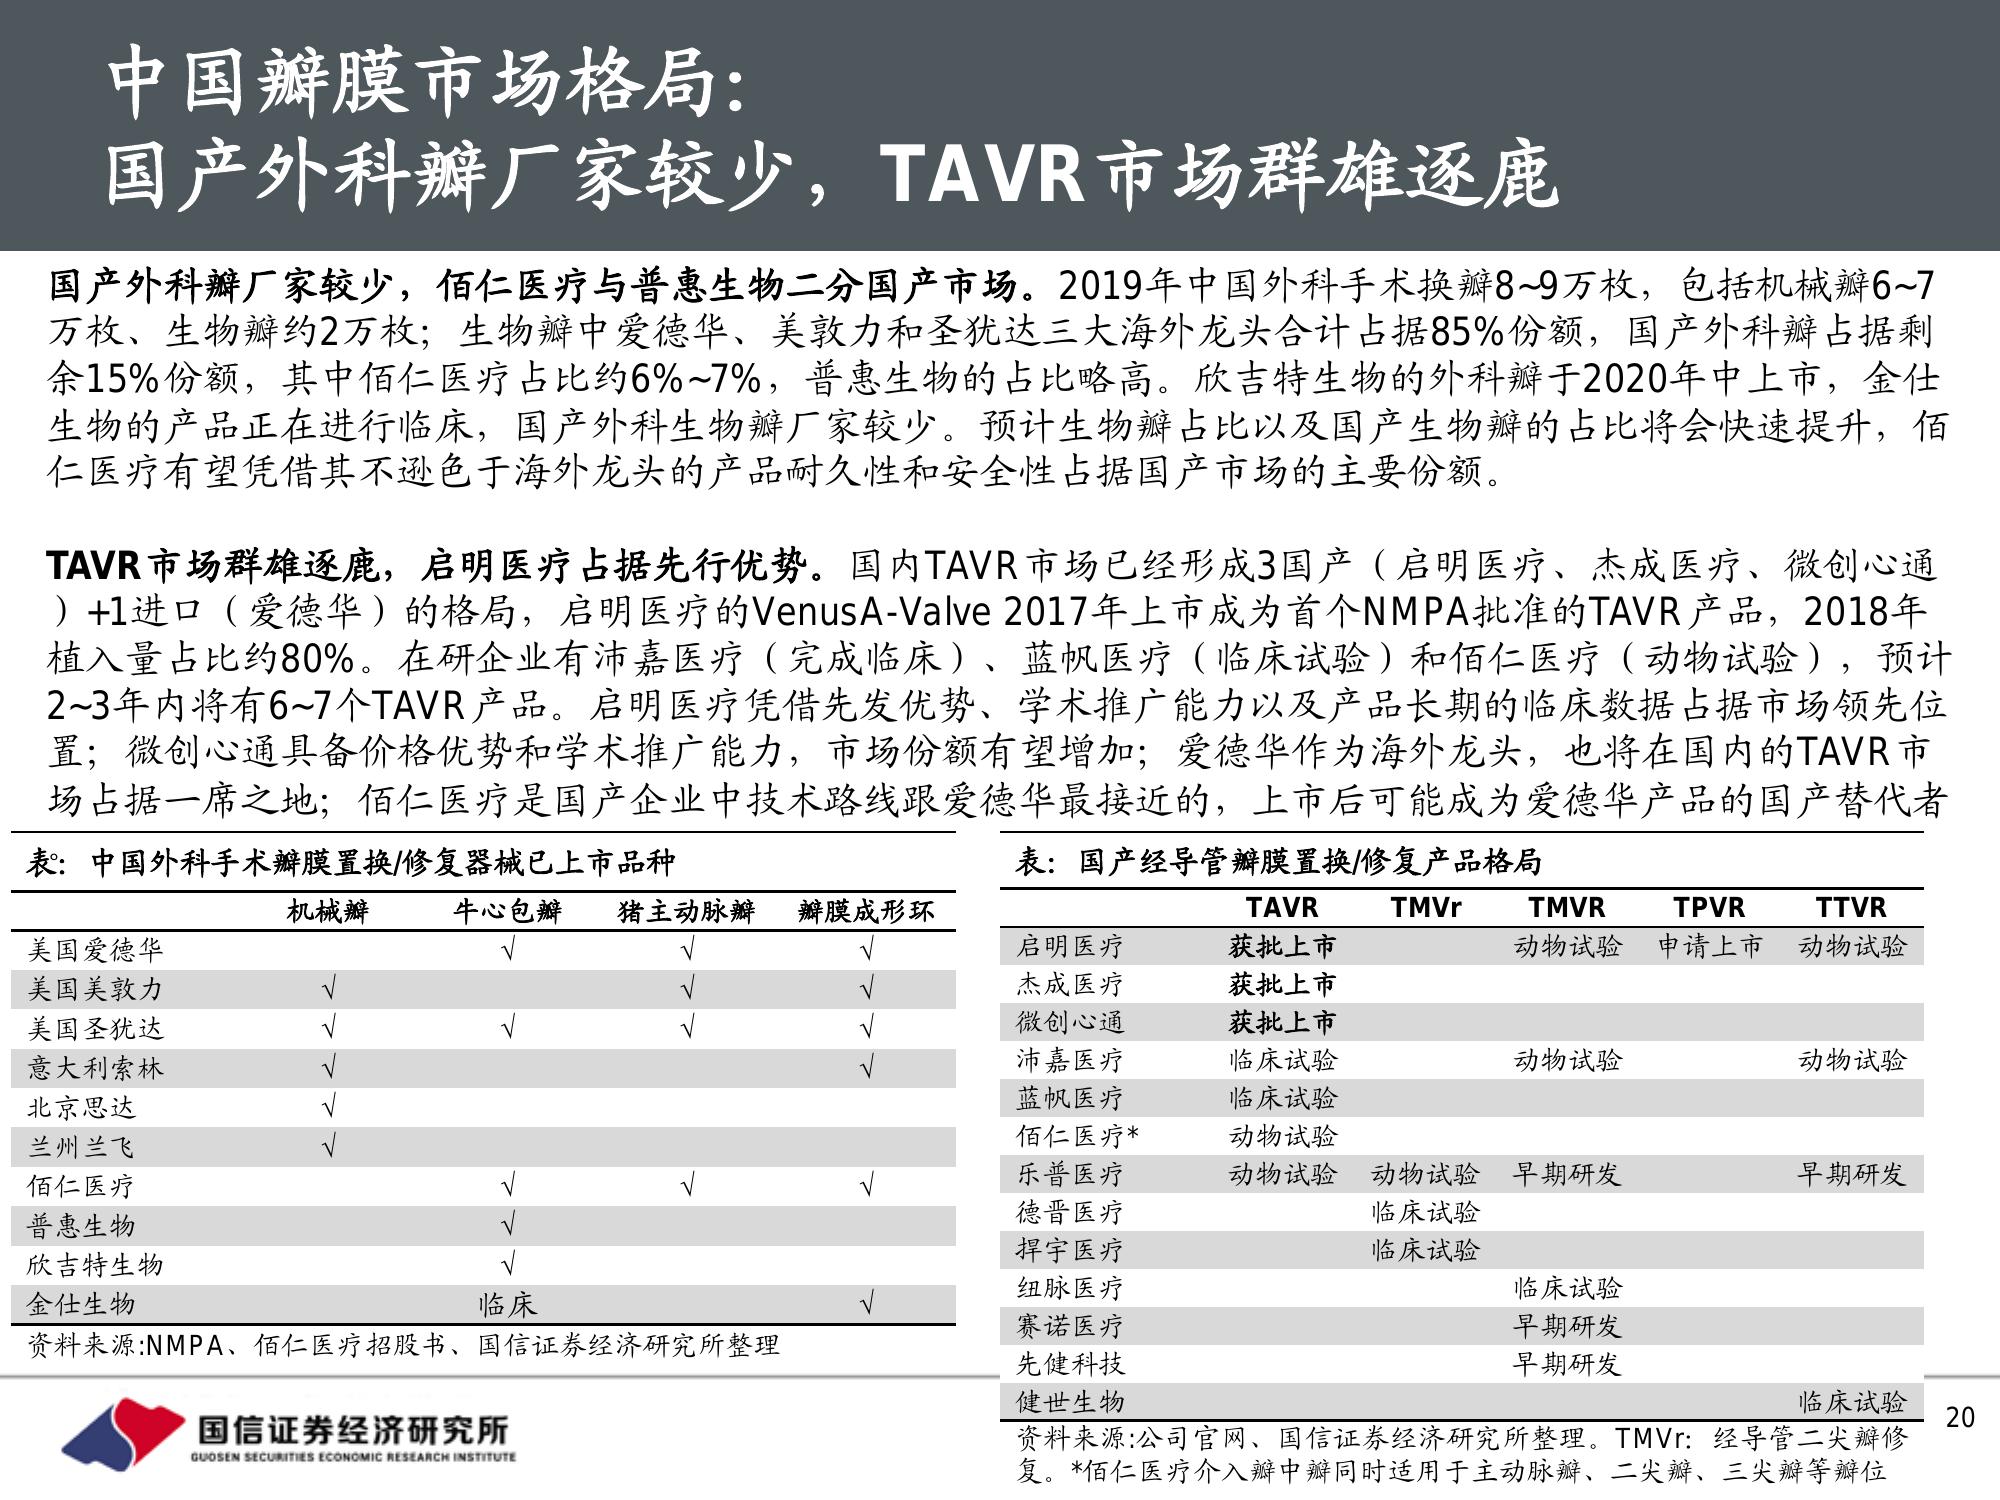 中国瓣膜市场格局：
国产外科瓣厂家较少，TAVR市场群雄逐鹿
国产外科瓣厂家较少，佰仁医疗与普惠生物二分国产市场。2019年中国外科手术换瓣8~9万枚，包括机械瓣6~7
万枚、生物瓣约2万枚；生物瓣中爱德华、美敦力和圣犹达三大海外龙头合计占据85%份额，国产外科瓣占据剩
余15%份额，其中佰仁医疗占比约6%~7%，普惠生物的占比略高。欣吉特生物的外科瓣于2020年中上市，金仕
生物的产品正在进行临床，国产外科生物瓣厂家较少。预计生物瓣占比以及国产生物瓣的占比将会快速提升，佰
仁医疗有望凭借其不逊色于海外龙头的产品耐久性和安全性占据国产市场的主要份额。
TAVR市场群雄逐鹿，启明医疗占据先行优势。国内TAVR市场已经形成3国产（启明医疗、杰成医疗、微创心通
）+1进口（爱德华）的格局，启明医疗的VenusA-Valve 2017年上市成为首个NMPA批准的TAVR产品，2018年
植入量占比约80%。在研企业有沛嘉医疗（完成临床）、蓝帆医疗（临床试验）和佰仁医疗（动物试验），预计
2~3年内将有6~7个TAVR产品。启明医疗凭借先发优势、学术推广能力以及产品长期的临床数据占据市场领先位
置；微创心通具备价格优势和学术推广能力，市场份额有望增加；爱德华作为海外龙头，也将在国内的TAVR市
场占据一席之地；佰仁医疗是国产企业中技术路线跟爱德华最接近的，上市后可能成为爱德华产品的国产替代者
。
表：中国外科手术瓣膜置换/修复器械已上市品种
机械瓣 牛心包瓣 猪主动脉瓣 瓣膜成形环
美国爱德华 √ √ √
美国美敦力 √ √ √
美国圣犹达 √ √ √ √
意大利索林 √ √
北京思达 √
兰州兰飞 √
佰仁医疗 √ √ √
普惠生物 √
欣吉特生物 √
金仕生物 临床 √
资料来源:NMPA、佰仁医疗招股书、国信证券经济研究所整理
表：国产经导管瓣膜置换/修复产品格局
TAVR TMVr TMVR TPVR TTVR
启明医疗 获批上市 动物试验 申请上市 动物试验
杰成医疗 获批上市
微创心通 获批上市
沛嘉医疗 临床试验 动物试验 动物试验
蓝帆医疗 临床试验
佰仁医疗* 动物试验
乐普医疗 动物试验 动物试验 早期研发 早期研发
德晋医疗 临床试验
捍宇医疗 临床试验
纽脉医疗 临床试验
赛诺医疗 早期研发
先健科技 早期研发
健世生物 临床试验
资料来源:公司官网、国信证券经济研究所整理。TMVr：经导管二尖瓣修
复。*佰仁医疗介入瓣中瓣同时适用于主动脉瓣、二尖瓣、三尖瓣等瓣位
国信证券经济研究所
GUOSEN SECURITIES ECONOMIC RESEARCH INSTITUTE
20